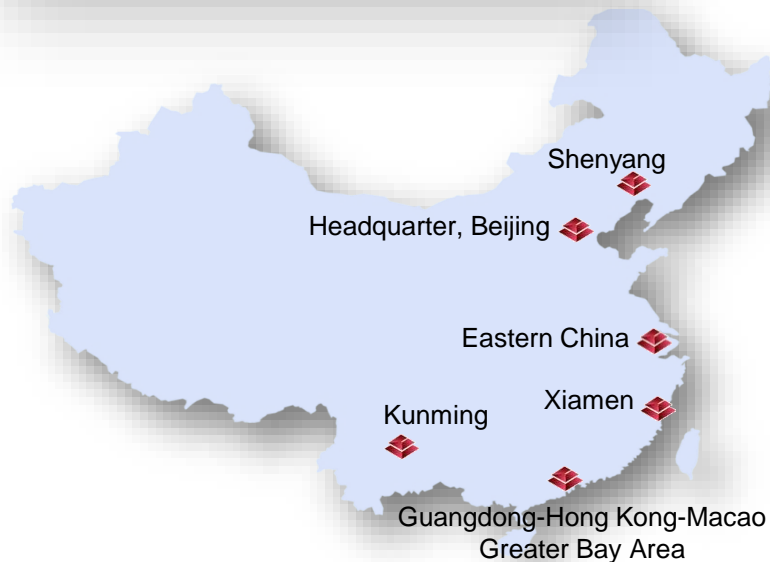 Shenyang
Headquarter, Beijing
Eastern China
Xiamen
Kunming
Guangdong-Hong Kong-Macao
Greater Bay Area